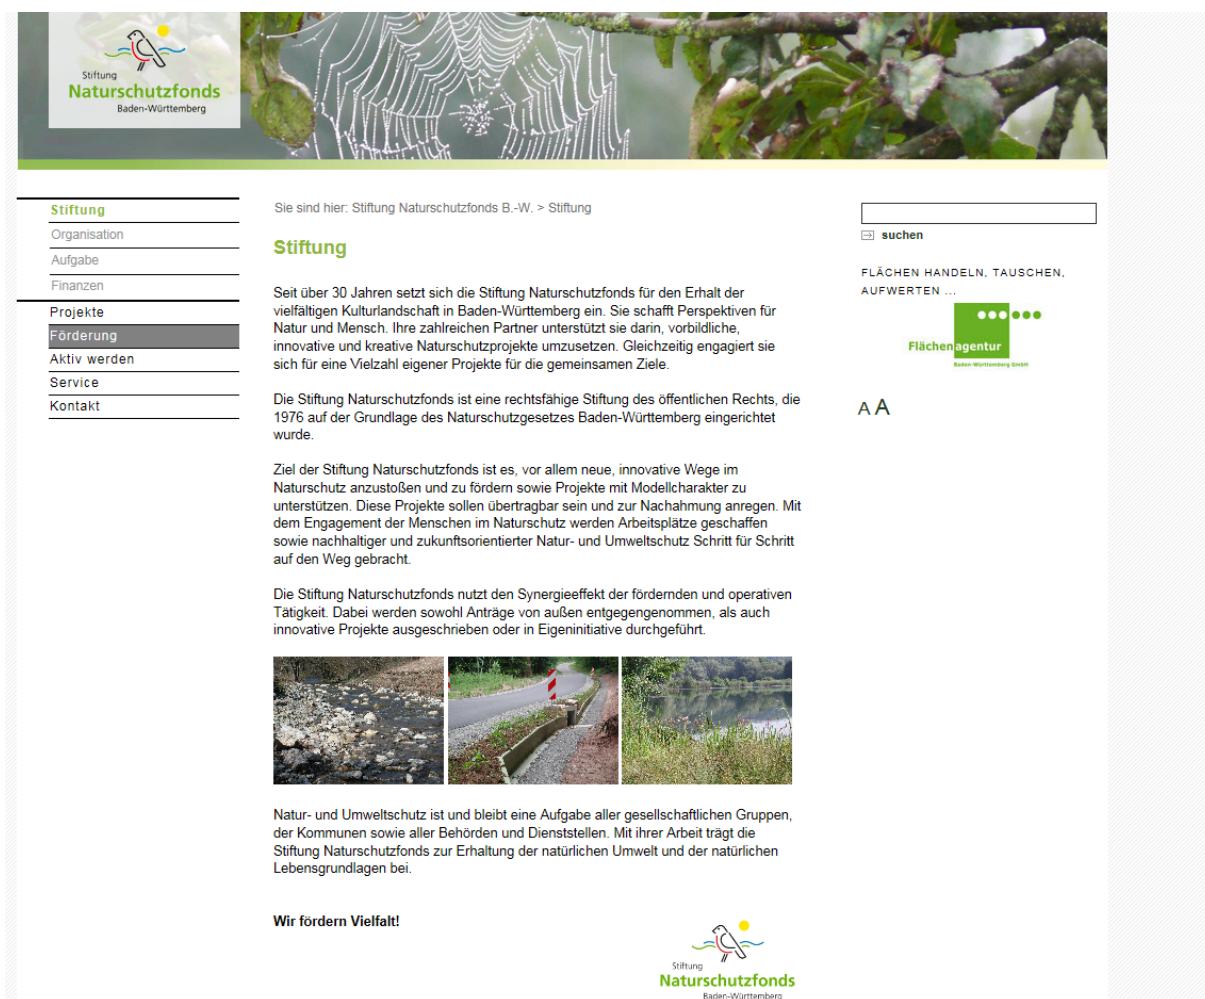 Stiftung
Naturschutzfonds
Baden-Württemberg
Stiftung
Organisation
Aufgabe
Finanzen
Projekte
Förderung
Aktiv werden
Service
Kontakt
Sie sind hier: Stiftung Naturschutzfonds B.-W. > Stiftung
Stiftung
Seit über 30 Jahren setzt sich die Stiftung Naturschutzfonds für den Erhalt der
vielfältigen Kulturlandschaft in Baden-Württemberg ein. Sie schafft Perspektiven für
Natur und Mensch. Ihre zahlreichen Partner unterstützt sie darin, vorbildliche,
innovative und kreative Naturschutzprojekte umzusetzen. Gleichzeitig engagiert sie
sich für eine Vielzahl eigener Projekte für die gemeinsamen Ziele.
Die Stiftung Naturschutzfonds ist eine rechtsfähige Stiftung des öffentlichen Rechts, die
1976 auf der Grundlage des Naturschutzgesetzes Baden-Württemberg eingerichtet
wurde.
Ziel der Stiftung Naturschutzfonds ist es, vor allem neue, innovative Wege im
Naturschutz anzustoßen und zu fördern sowie Projekte mit Modellcharakter zu
unterstützen. Diese Projekte sollen übertragbar sein und zur Nachahmung anregen. Mit
dem Engagement der Menschen im Naturschutz werden Arbeitsplätze geschaffen
sowie nachhaltiger und zukunftsorientierter Natur- und Umweltschutz Schritt für Schritt
auf den Weg gebracht.
Die Stiftung Naturschutzfonds nutzt den Synergieeffekt der fördernden und operativen
Tätigkeit. Dabei werden sowohl Anträge von außen entgegengenommen, als auch
innovative Projekte ausgeschrieben oder in Eigeninitiative durchgeführt.
Natur- und Umweltschutz ist und bleibt eine Aufgabe aller gesellschaftlichen Gruppen,
der Kommunen sowie aller Behörden und Dienststellen. Mit ihrer Arbeit trägt die
Stiftung Naturschutzfonds zur Erhaltung der natürlichen Umwelt und der natürlichen
Lebensgrundlagen bei.
Wir fördern Vielfalt!
Stiftung
Naturschutzfonds
Baden-Württemberg
suchen
FLÄCHEN HANDELN, TAUSCHEN,
AUFWERTEN ...
Flächenagentur
Baden-Württemberg GmbH
A A